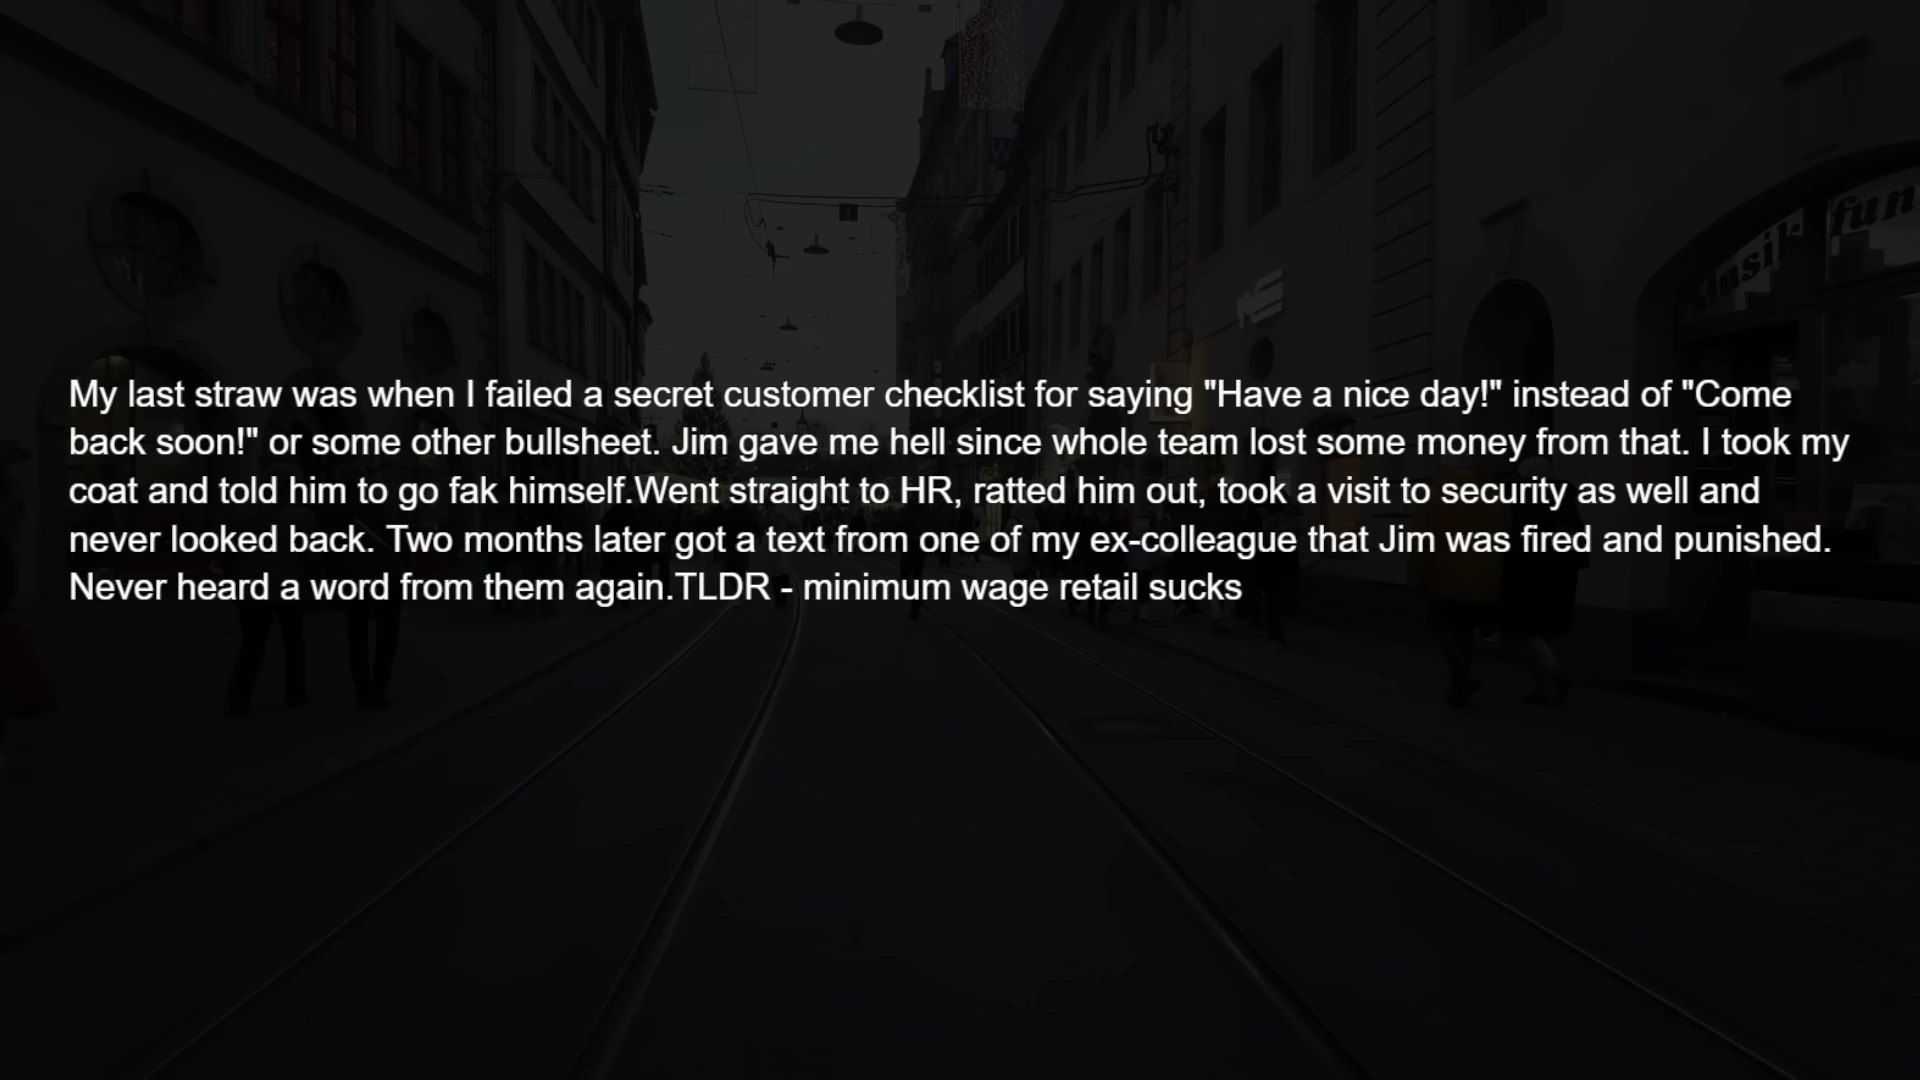 My last straw was when I failed a secret customer checklist for saying "Have a nice day!" instead of "Come
back soon!" or some other bullsheet. Jim gave me hell since whole team lost some money from that. I took my
coat and told him to go fak himself.Went straight to HR, ratted him out, took a visit to security as well and
never looked back. Two months later got a text from one of my ex-colleague that Jim was fired and punished.
Never heard a word from them again.TLDR - minimum wage retail sucks